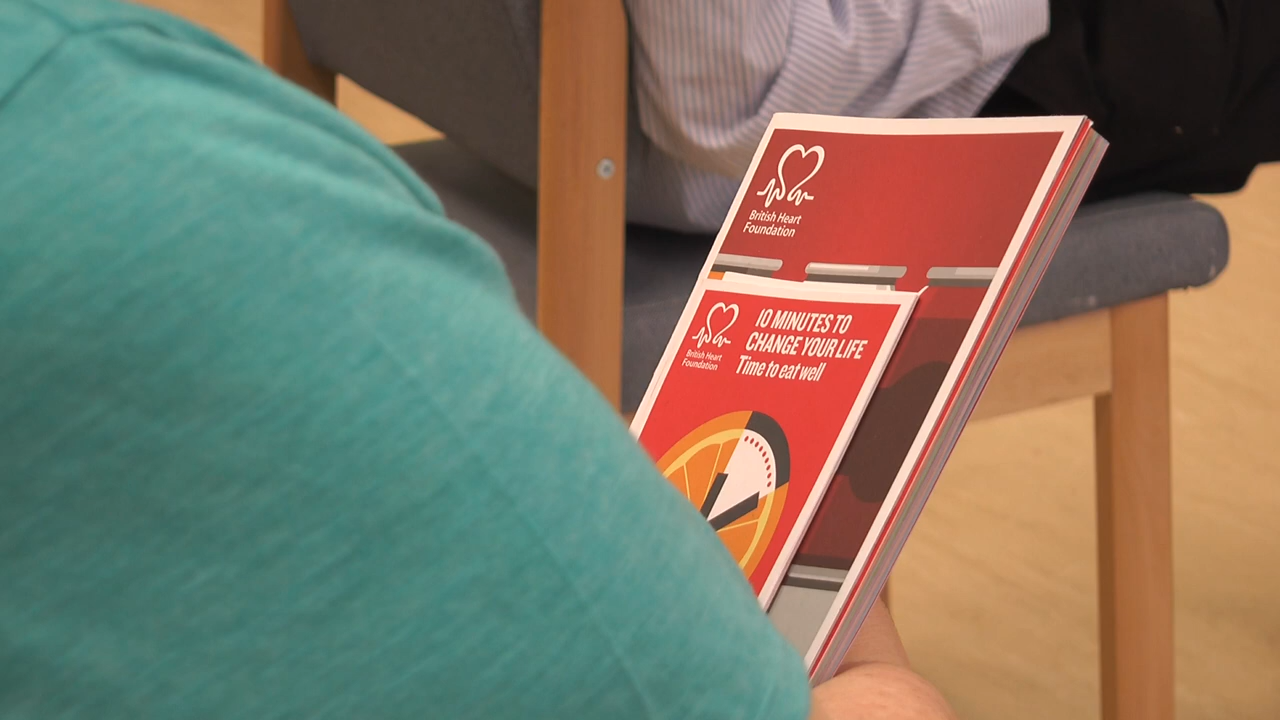 British Heart
Foundation
British Heart
Foundation
10 MINUTES TO
CHANGE YOUR LIFE
Time to eat well